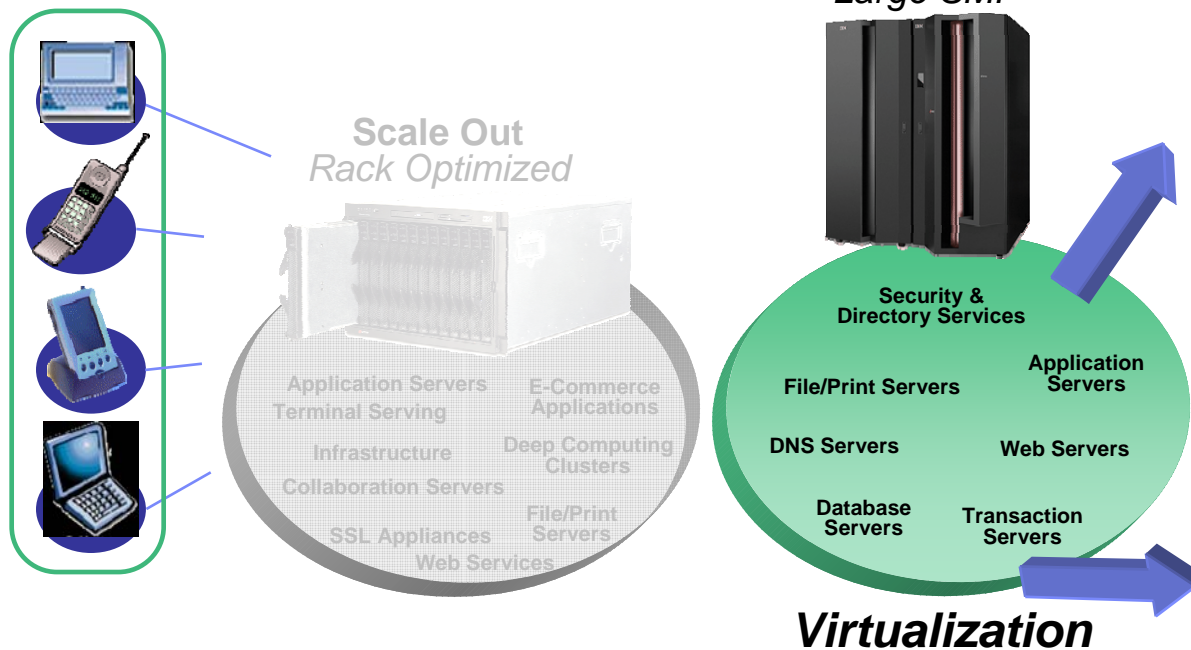 Large SMP
Scale Out
Rack Optimized
Application Servers
Terminal Serving
Infrastructure
Collaboration Servers
SSL Appliances
Web Services
E-Commerce
Applications
Deep Computing
Clusters
File/Print
Servers
Security &
Directory Services
File/Print Servers
Application
Servers
DNS Servers
Web Servers
Database
Servers
Transaction
Servers
Virtualization